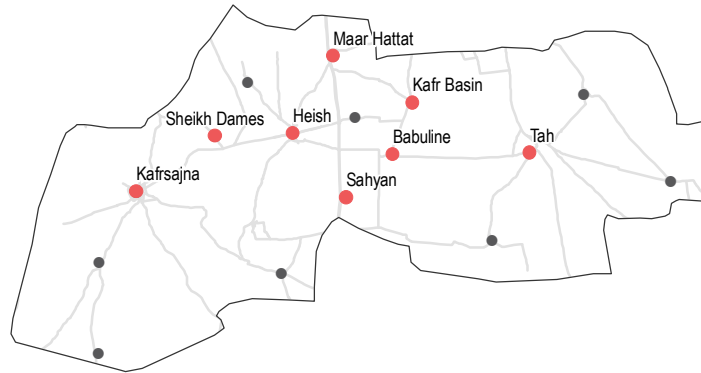 Maar Hattat
Kafr Basin
Sheikh Dames
Heish
Babuline
Tah
Kafrsajna
Sahyan